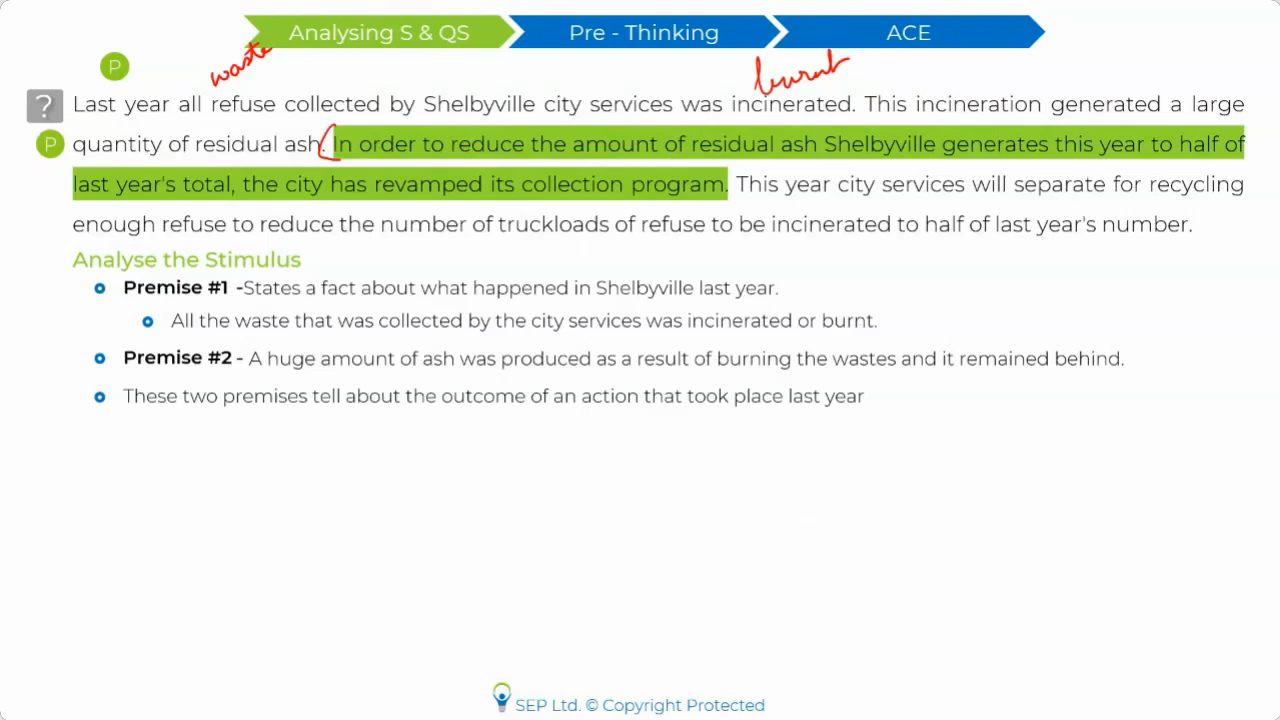 Analysing S & QS
Pre - Thinking
ACE
P
waste
burnt
? Last year all refuse collected by Shelbyville city services was incinerated. This incineration generated a large
P quantity of residual ash. In order to reduce the amount of residual ash Shelbyville generates this year to half of
last year's total, the city has revamped its collection program. This year city services will separate for recycling
enough refuse to reduce the number of truckloads of refuse to be incinerated to half of last year's number.
Analyse the Stimulus
Premise #1 -States a fact about what happened in Shelbyville last year.
All the waste that was collected by the city services was incinerated or burnt.
Premise #2 - A huge amount of ash was produced as a result of burning the wastes and it remained behind.
These two premises tell about the outcome of an action that took place last year
SEP Ltd. © Copyright Protected